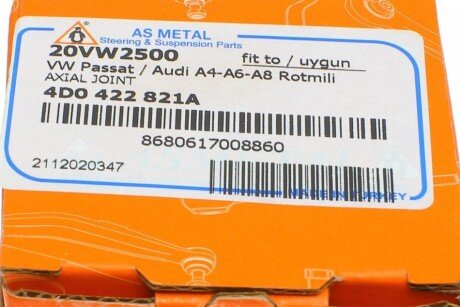 AS METAL
Steering & Suspension Parts
20VW2500 fit to / uygun
VW Passat / Audi A4-A6-A8 Rotmili
AXIAL JOINT
4D0 422 821A
8680617008860
2112020347
MADE IN TURKEY